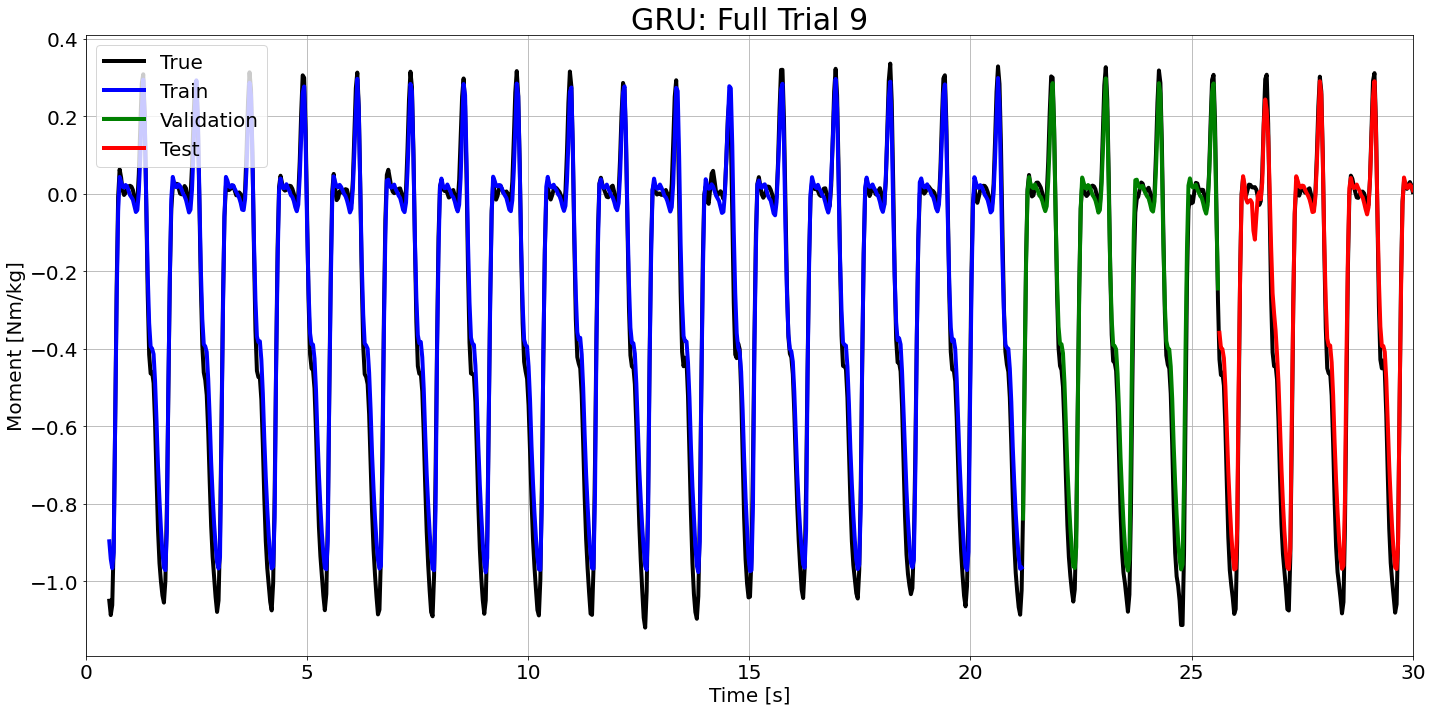 GRU: Full Trial 9
True
Train
Validation
Test
0.4
0.2
0.0
−0.2
−0.4
−0.6
−0.8
−1.0
Moment [Nm/kg]
0 5 10 15 20 25 30
Time [s]